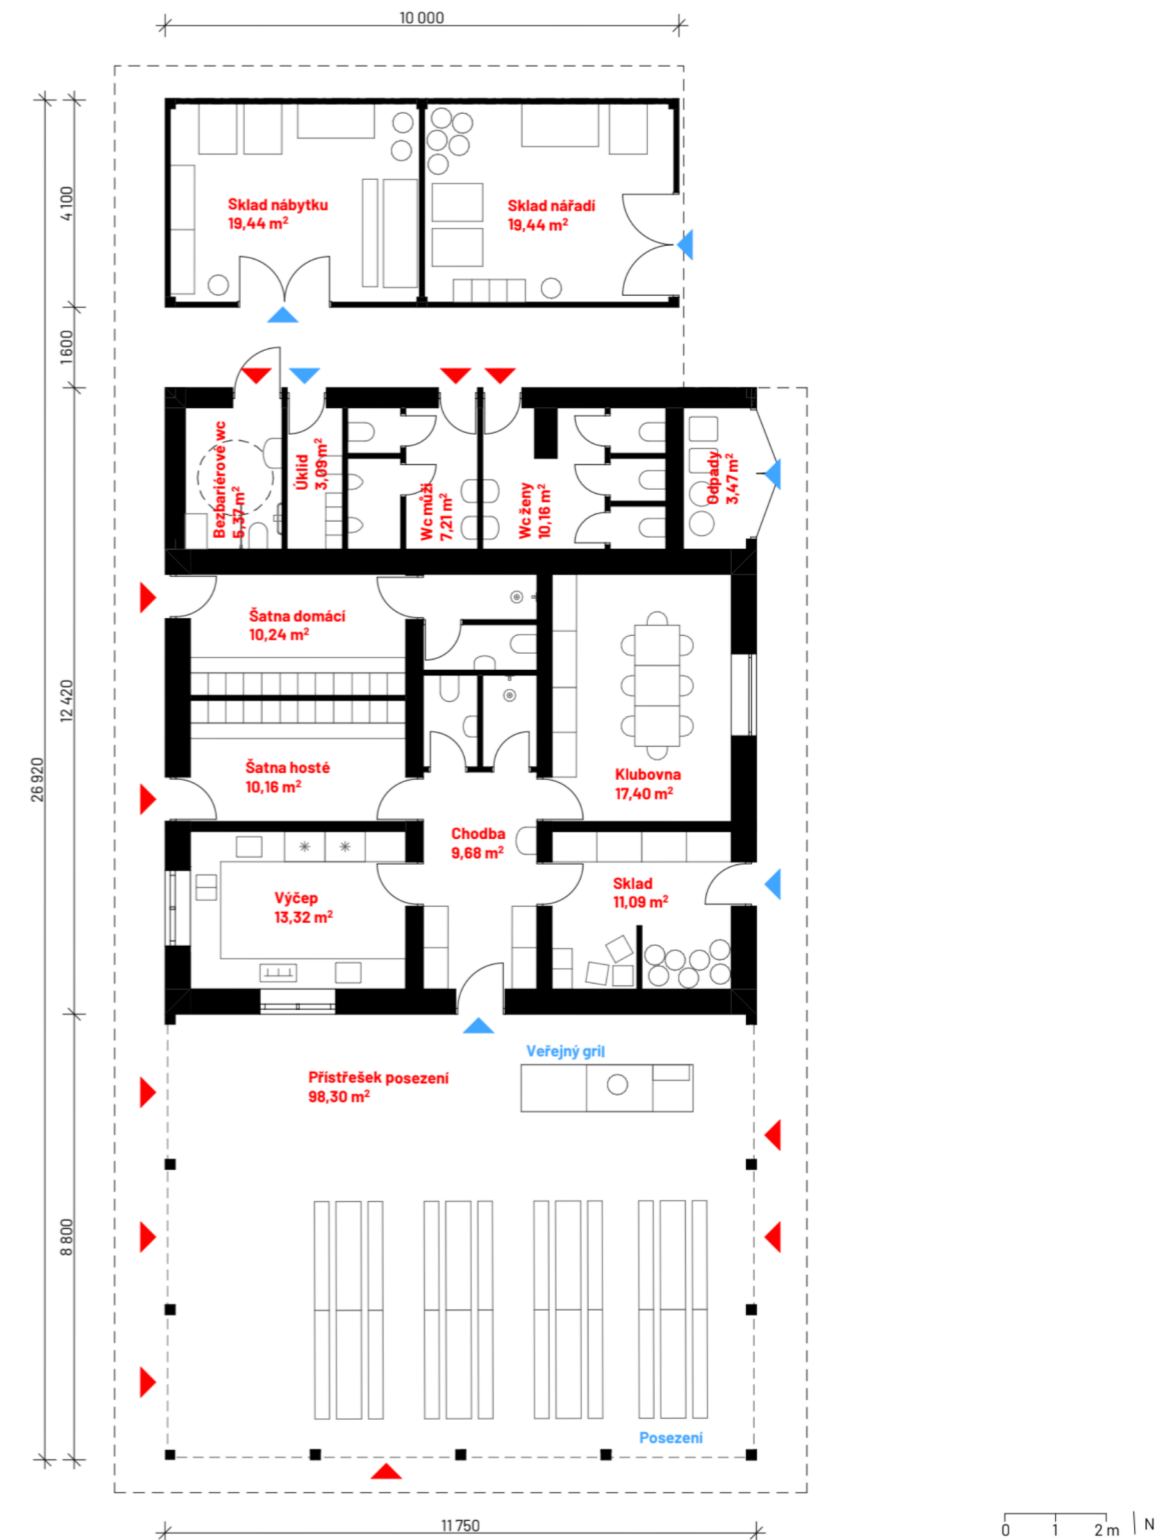 10 000
4100
1600
12 420
26 920
8 800
Sklad nábytku
19,44 m²
Sklad nářadí
19,44 m²
Bezbariérové wc
5,37 m²
Úklid
3,09 m²
Wc muži
7,21 m²
Wc ženy
10,16 m²
Odpady
3,47 m²
Šatna domácí
10,24 m²
Šatna hosté
10,16 m²
Klubovna
17,40 m²
Chodba
9,68 m²
Výčep
13,32 m²
Sklad
11,09 m²
Veřejný gril
Přístřešek posezení
98,30 m²
Posezení
11 750
0 1 2 m N